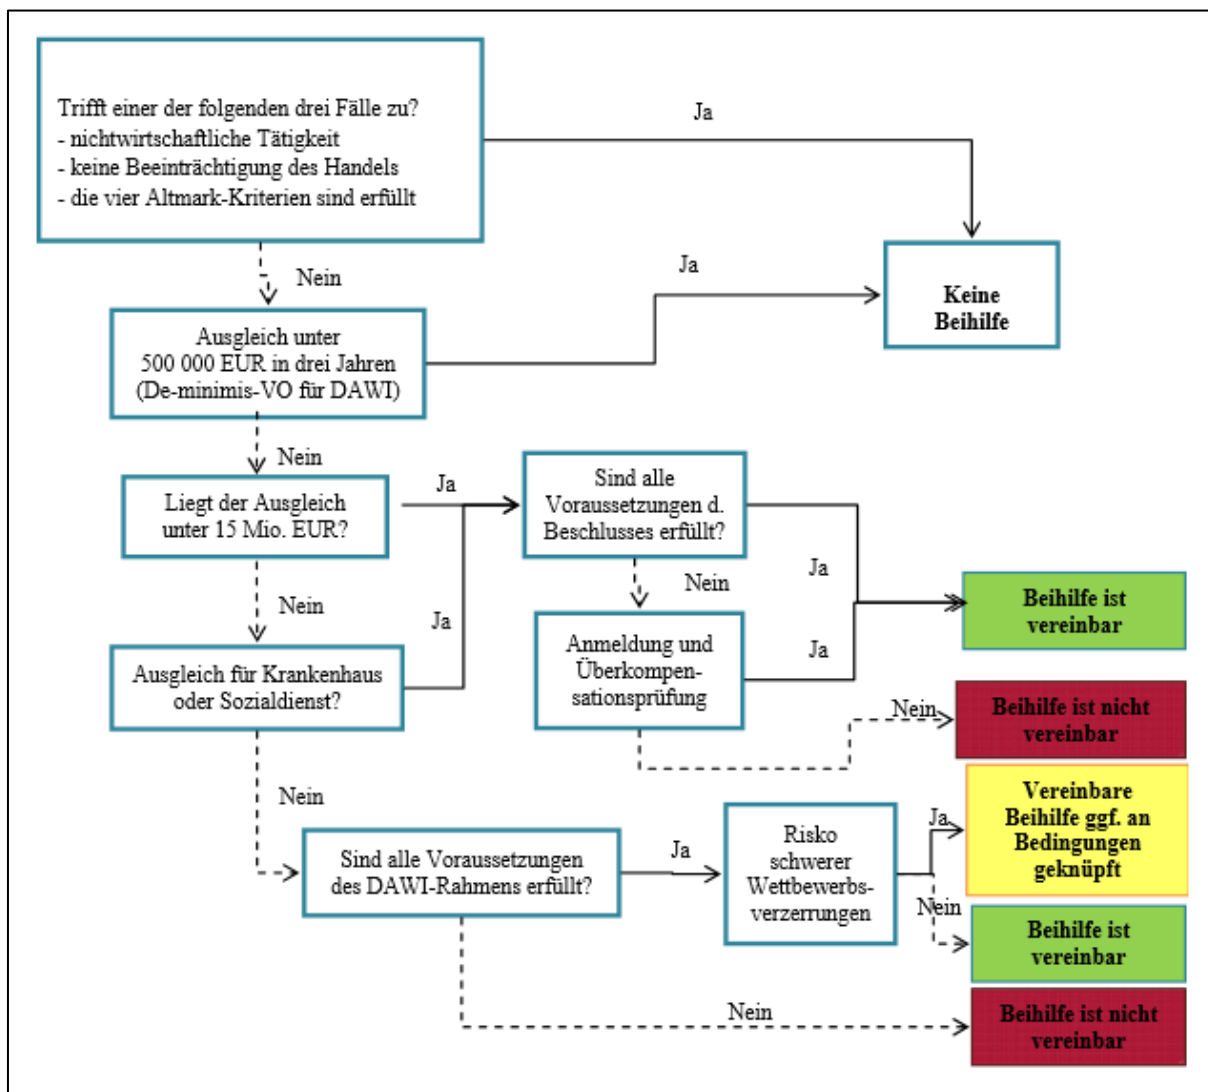 Trifft einer der folgenden drei Fälle zu?
- nichtwirtschaftliche Tätigkeit
- keine Beeinträchtigung des Handels
- die vier Altmark-Kriterien sind erfüllt
Ja
Nein
Ja
Keine
Beihilfe
Ausgleich unter
500 000 EUR in drei Jahren
(De-minimis-VO für DAWI)
Nein
Liegt der Ausgleich
unter 15 Mio. EUR?
Ja
Sind alle
Voraussetzungen d.
Beschlusses erfüllt?
Nein
Ja
Nein
Ja
Beihilfe ist
vereinbar
Ausgleich für Krankenhaus
oder Sozialdienst?
Anmeldung und
Überkompen-
sationsprüfung
Ja
Nein
Beihilfe ist nicht
vereinbar
Nein
Sind alle Voraussetzungen
des DAWI-Rahmens erfüllt?
Ja
Risiko
schwerer
Wettbewerbs-
verzerrungen
Ja
Vereinbare
Beihilfe ggf. an
Bedingungen
geknüpft
Nein
Beihilfe ist
vereinbar
Nein
Beihilfe ist nicht
vereinbar